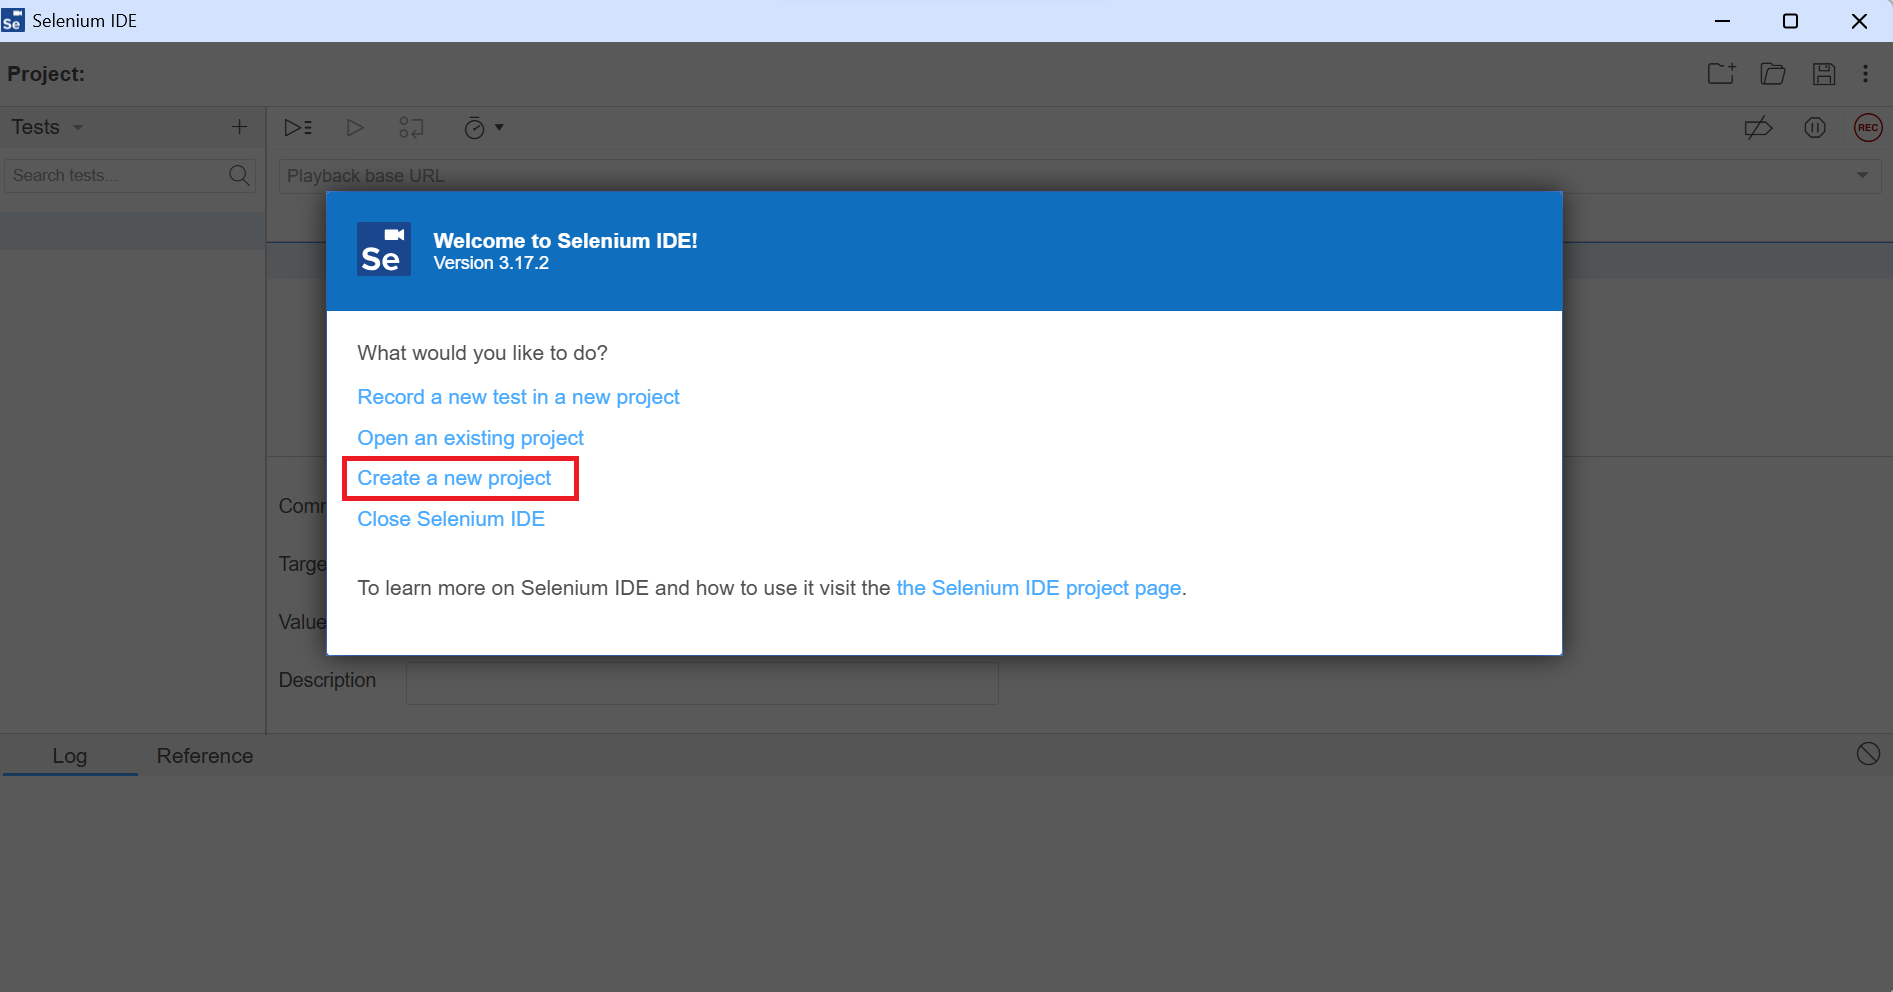 Se Selenium IDE
Project:
Tests
REC
Search tests...
Playback base URL
Se
Welcome to Selenium IDE!
Version 3.17.2
What would you like to do?
Record a new test in a new project
Open an existing project
Create a new project
Close Selenium IDE
To learn more on Selenium IDE and how to use it visit the the Selenium IDE project page.
Com
Targe
Value
Description
Log Reference